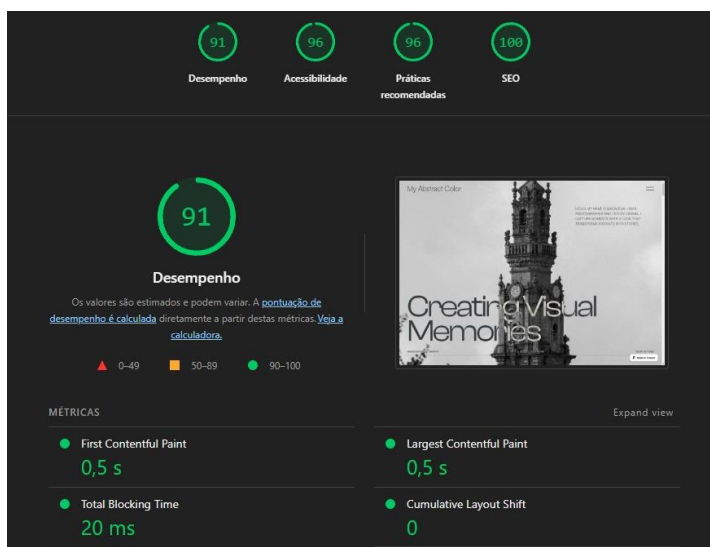 91
96
96
100
Desempenho
Acessibilidade
Práticas
recomendadas
SEO
91
Desempenho
Os valores são estimados e podem variar. A pontuação de
desempenho é calculada diretamente a partir destas métricas. Veja a
calculadora.
0–49
50–89
90–100
My Abstract Color
Creating Visual
Memories
MÉTRICAS
Expand view
First Contentful Paint
0,5 s
Largest Contentful Paint
0,5 s
Total Blocking Time
20 ms
Cumulative Layout Shift
0